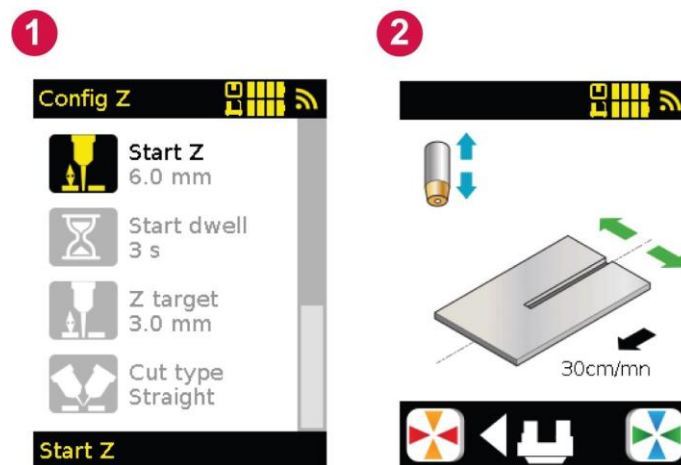 1
Config Z
Start Z
6.0 mm
Start dwell
3 s
Z target
3.0 mm
Cut type
Straight
Start Z
2
30cm/mn